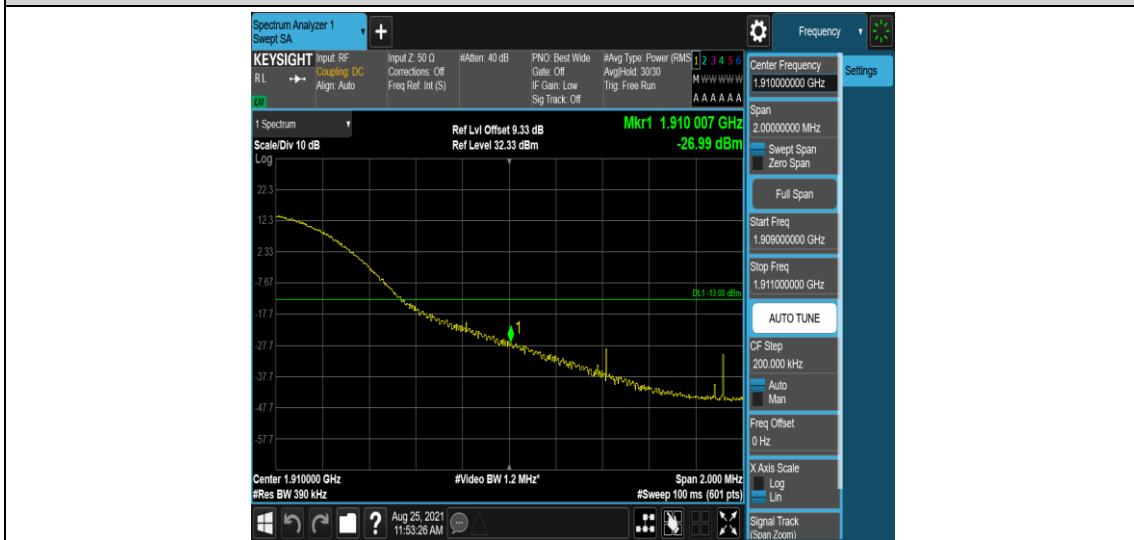 Spectrum Analyzer 1
Swept SA
+
Frequency
KEYSIGHT
RL
LXI
Input: RF
Coupling: DC
Align: Auto
Input Z: 50 Ω
Corrections: Off
Freq Ref: Int (S)
#Atten: 40 dB
PNO: Best Wide
Gate: Off
IF Gain: Low
Sig Track: Off
#Avg Type: Power (RMS
Avg|Hold: 30/30
Trig: Free Run
1 2 3 4 5 6
M W W W W W
A A A A A A
Center Frequency
1.910000000 GHz
Settings
Span
2.00000000 MHz
Swept Span
Zero Span
Full Span
Start Freq
1.909000000 GHz
Stop Freq
1.911000000 GHz
AUTO TUNE
CF Step
200.000 kHz
Auto
Man
Freq Offset
0 Hz
X Axis Scale
Log
Lin
Signal Track
(Span Zoom)
1 Spectrum
Scale/Div 10 dB
Log
Ref Lvl Offset 9.33 dB
Ref Level 32.33 dBm
Mkr1 1.910 007 GHz
-26.99 dBm
22.3
12.3
2.33
-7.67
DL1 -13.00 dBm
-17.7
1
-27.7
-37.7
-47.7
-57.7
Center 1.910000 GHz
#Res BW 390 kHz
#Video BW 1.2 MHz*
Span 2.000 MHz
#Sweep 100 ms (601 pts)
?
Aug 25, 2021
11:53:26 AM